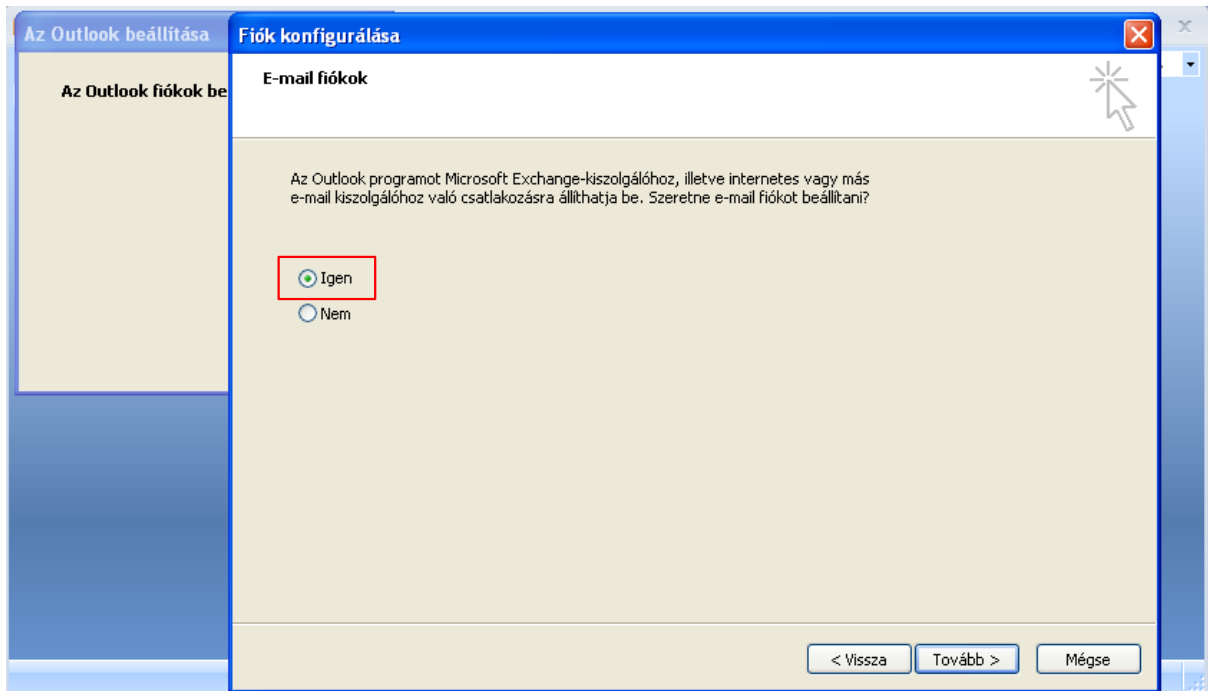 Az Outlook beállítása
Fiók konfigurálása
Az Outlook fiókok be
E-mail fiókok
Az Outlook programot Microsoft Exchange-kiszolgálóhoz, illetve internetes vagy más
e-mail kiszolgálóhoz való csatlakozásra állíthatja be. Szeretne e-mail fiókot beállítani?
Igen
Nem
< Vissza
Tovább >
Mégse